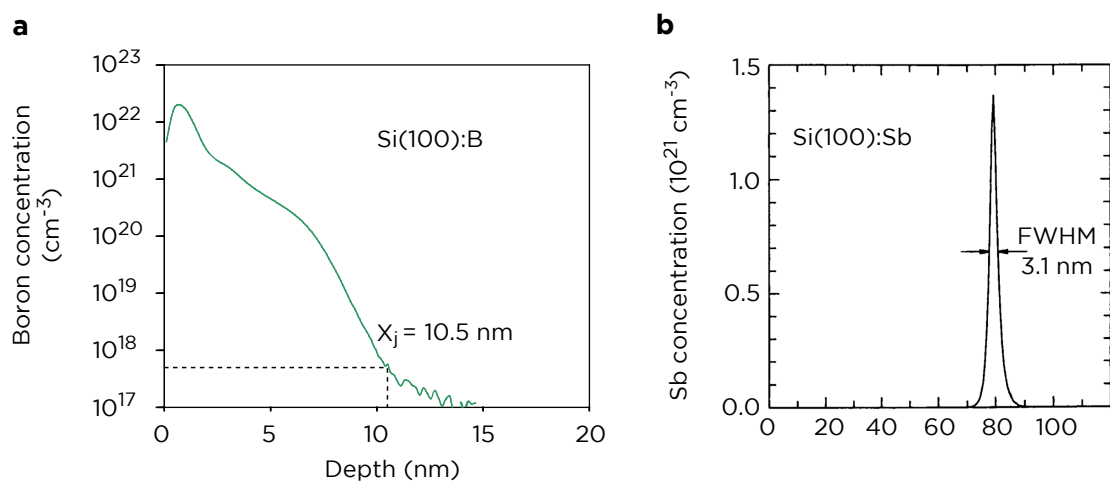 a
Boron concentration
(cm⁻³)
10²³
10²²
10²¹
10²⁰
10¹⁹
10¹⁸
10¹⁷
Si(100):B
Xⱼ = 10.5 nm
0 5 10 15 20
Depth (nm)
b
Sb concentration (10²¹ cm⁻³)
1.5
1.0
0.5
0.0
Si(100):Sb
FWHM
3.1 nm
0 20 40 60 80 100